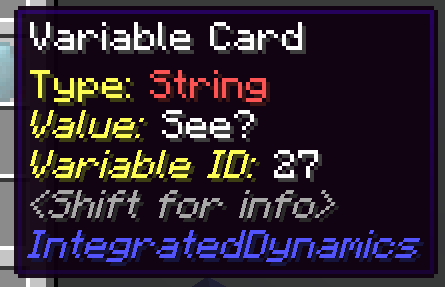 Variable Card
Type: String
Value: See?
Variable ID: 27
<Shift for info>
IntegratedDynamics